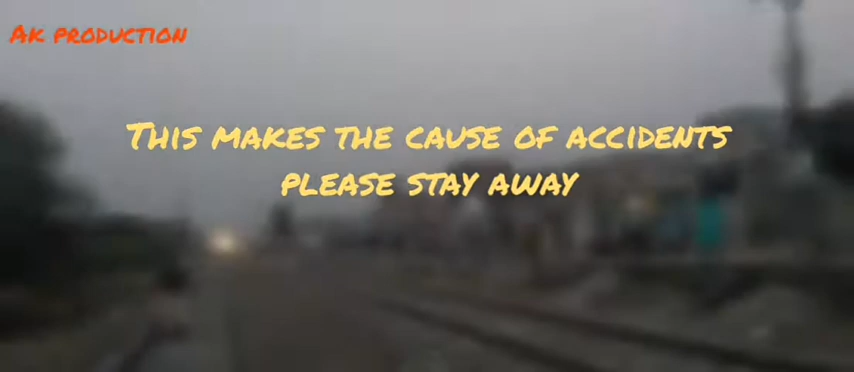 AK PRODUCTION
THIS MAKES THE CAUSE OF ACCIDENTS
PLEASE STAY AWAY